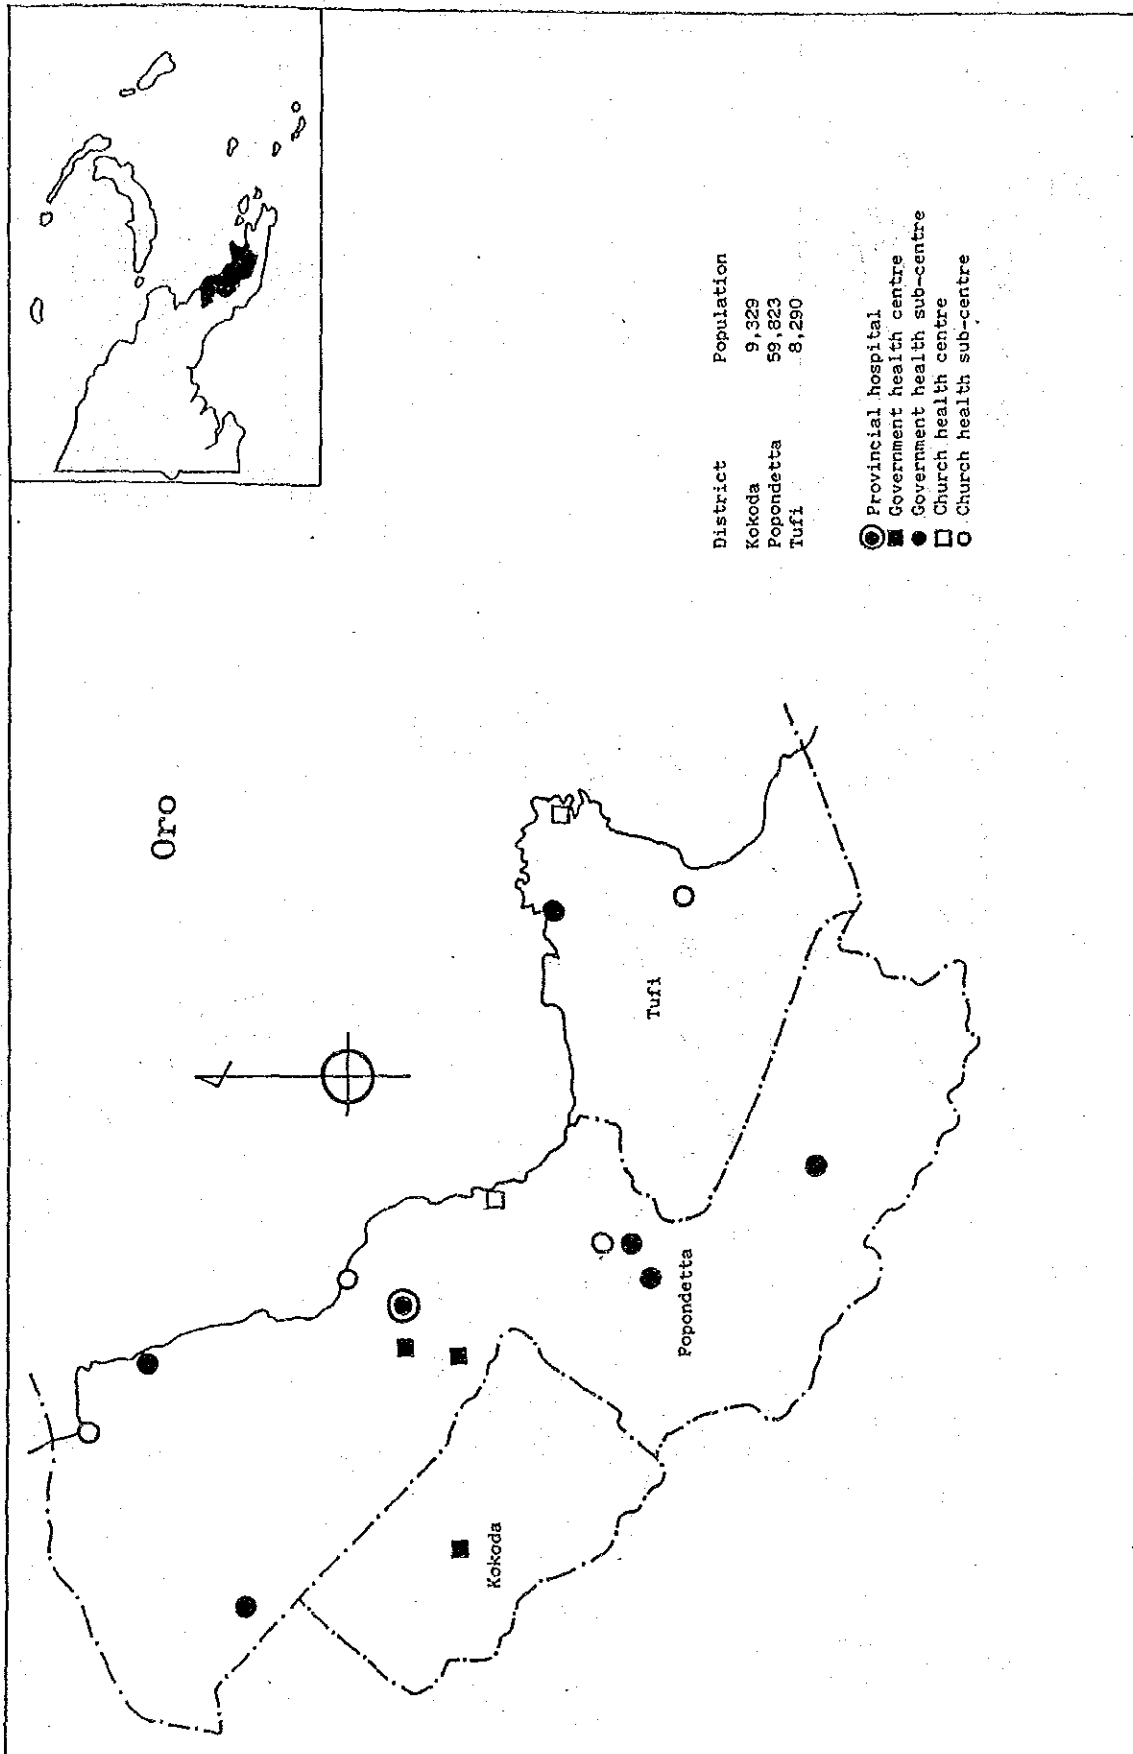 Oro
District Population
Kokoda 9,329
Popondetta 59,823
Tufi 8,290
Provincial hospital
Government health centre
Government health sub-centre
Church health centre
Church health sub-centre
Tufi
Popondetta
Kokoda